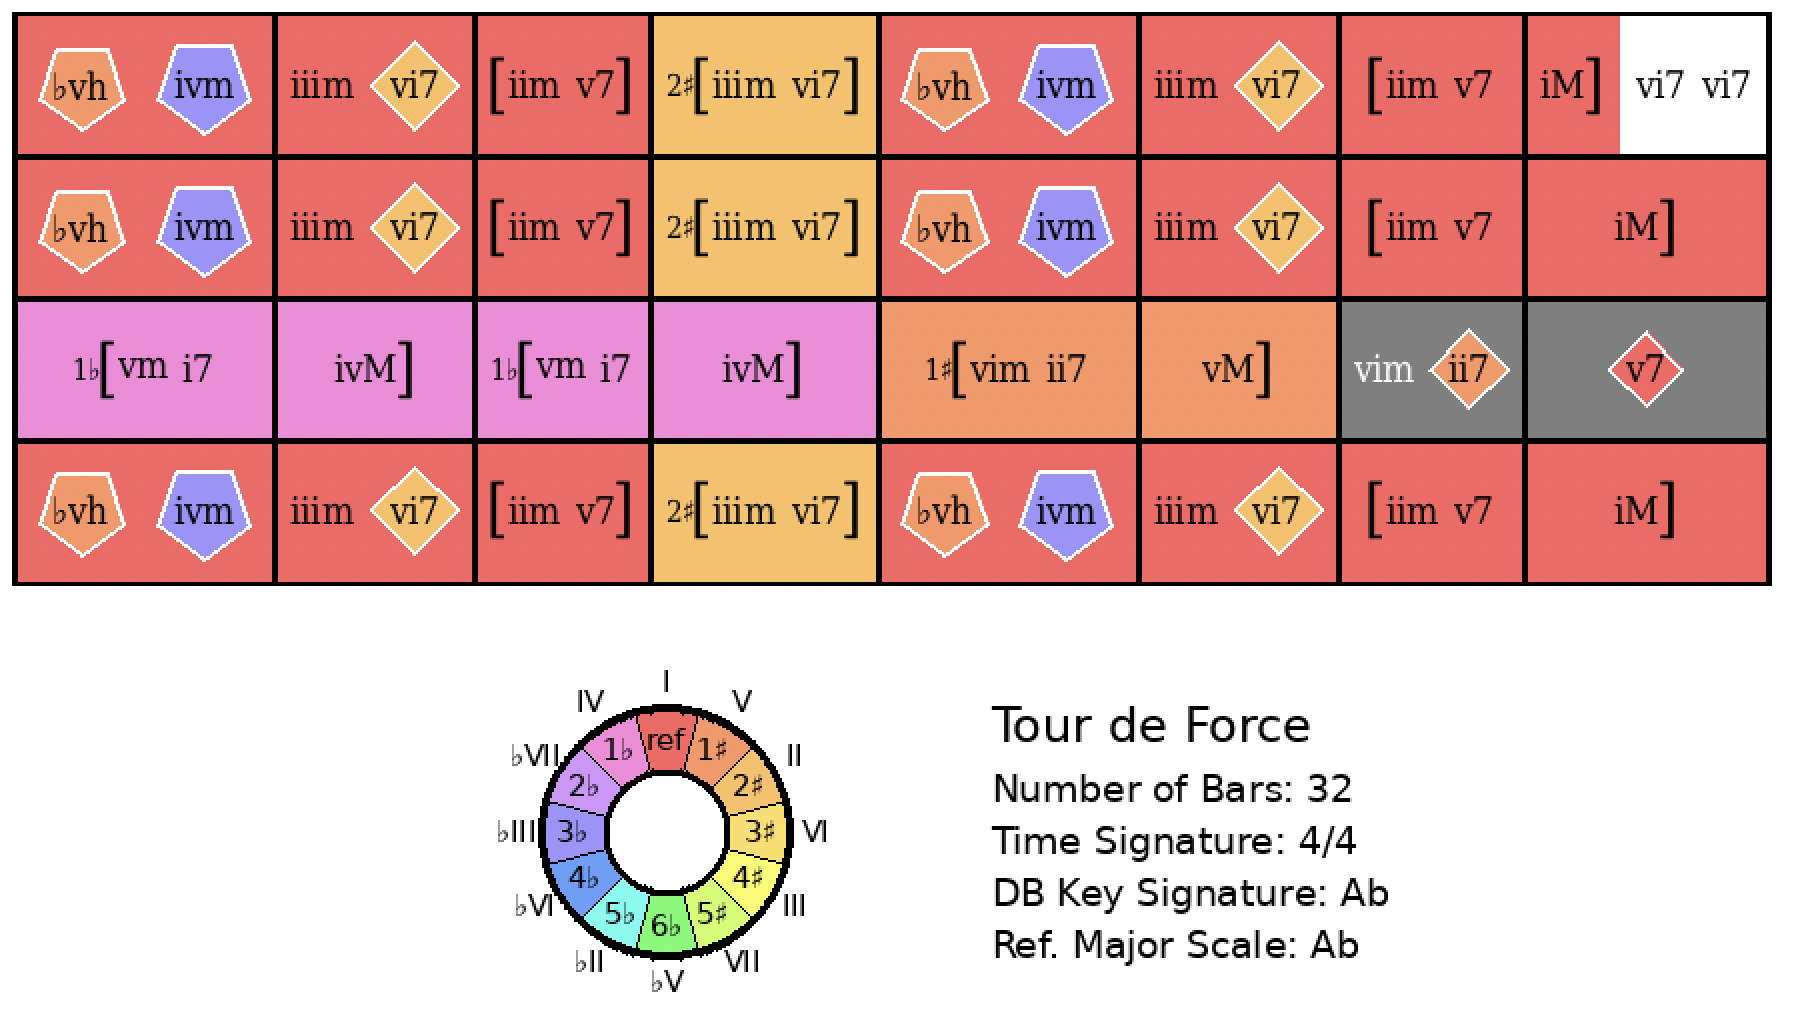 ♭vh ivm iiim vi7 [iim v7] 2♯[iiim vi7] ♭vh ivm iiim vi7 [iim v7 iM] vi7 vi7
♭vh ivm iiim vi7 [iim v7] 2♯[iiim vi7] ♭vh ivm iiim vi7 [iim v7 iM]
1♭[vm i7 ivM] 1♭[vm i7 ivM] 1♯[vim ii7 vM] vim ii7 v7
♭vh ivm iiim vi7 [iim v7] 2♯[iiim vi7] ♭vh ivm iiim vi7 [iim v7 iM]
I
IV V
♭VII II
♭III VI
♭VI III
♭II VII
♭V
ref
1♭ 1♯
2♭ 2♯
3♭ 3♯
4♭ 4♯
5♭ 5♯
6♭
Tour de Force
Number of Bars: 32
Time Signature: 4/4
DB Key Signature: Ab
Ref. Major Scale: Ab